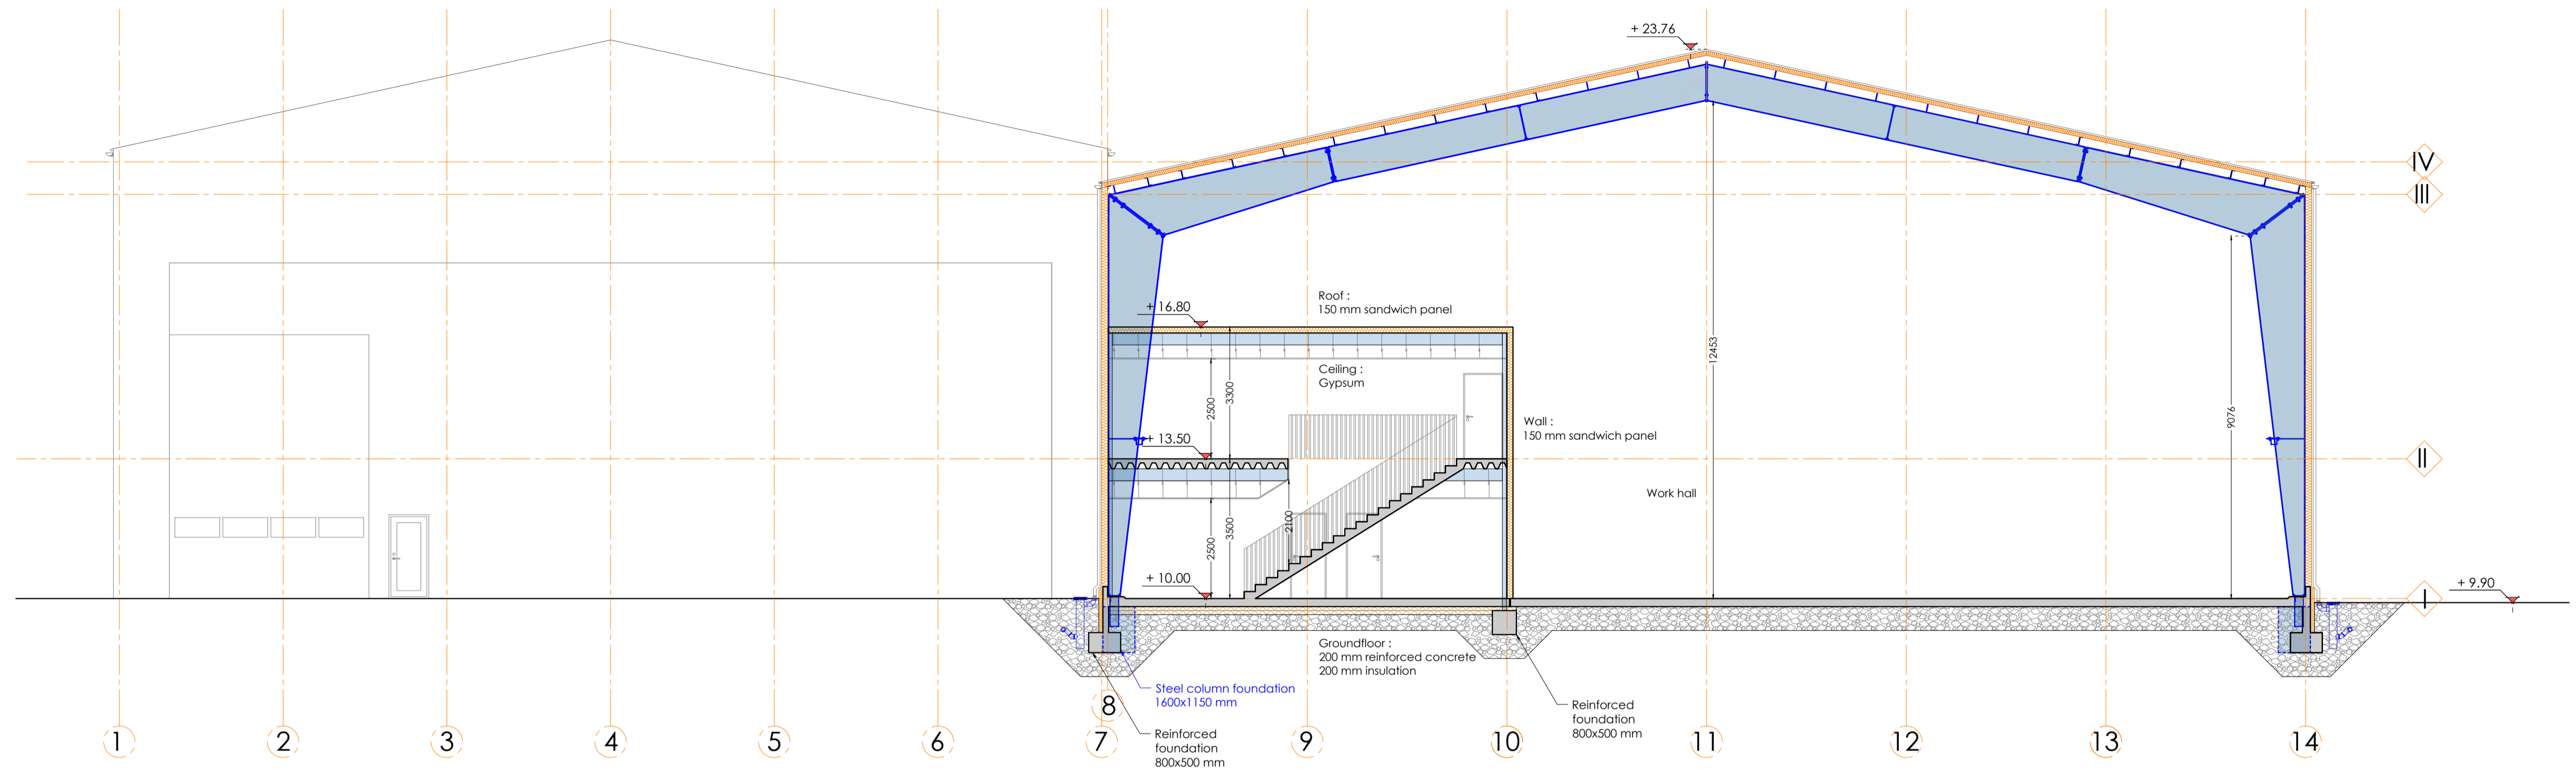 + 23.76
IV
III
+ 16.80
Roof :
150 mm sandwich panel
12453
Ceiling :
Gypsum
2500
3300
9076
Wall :
150 mm sandwich panel
+ 13.50
II
Work hall
2100
2500
3500
+ 10.00
+ 9.90
I
Groundfloor :
200 mm reinforced concrete
200 mm insulation
Steel column foundation
1600x1150 mm
Reinforced
foundation
800x500 mm
8
Reinforced
foundation
800x500 mm
1
2
3
4
5
6
7
9
10
11
12
13
14